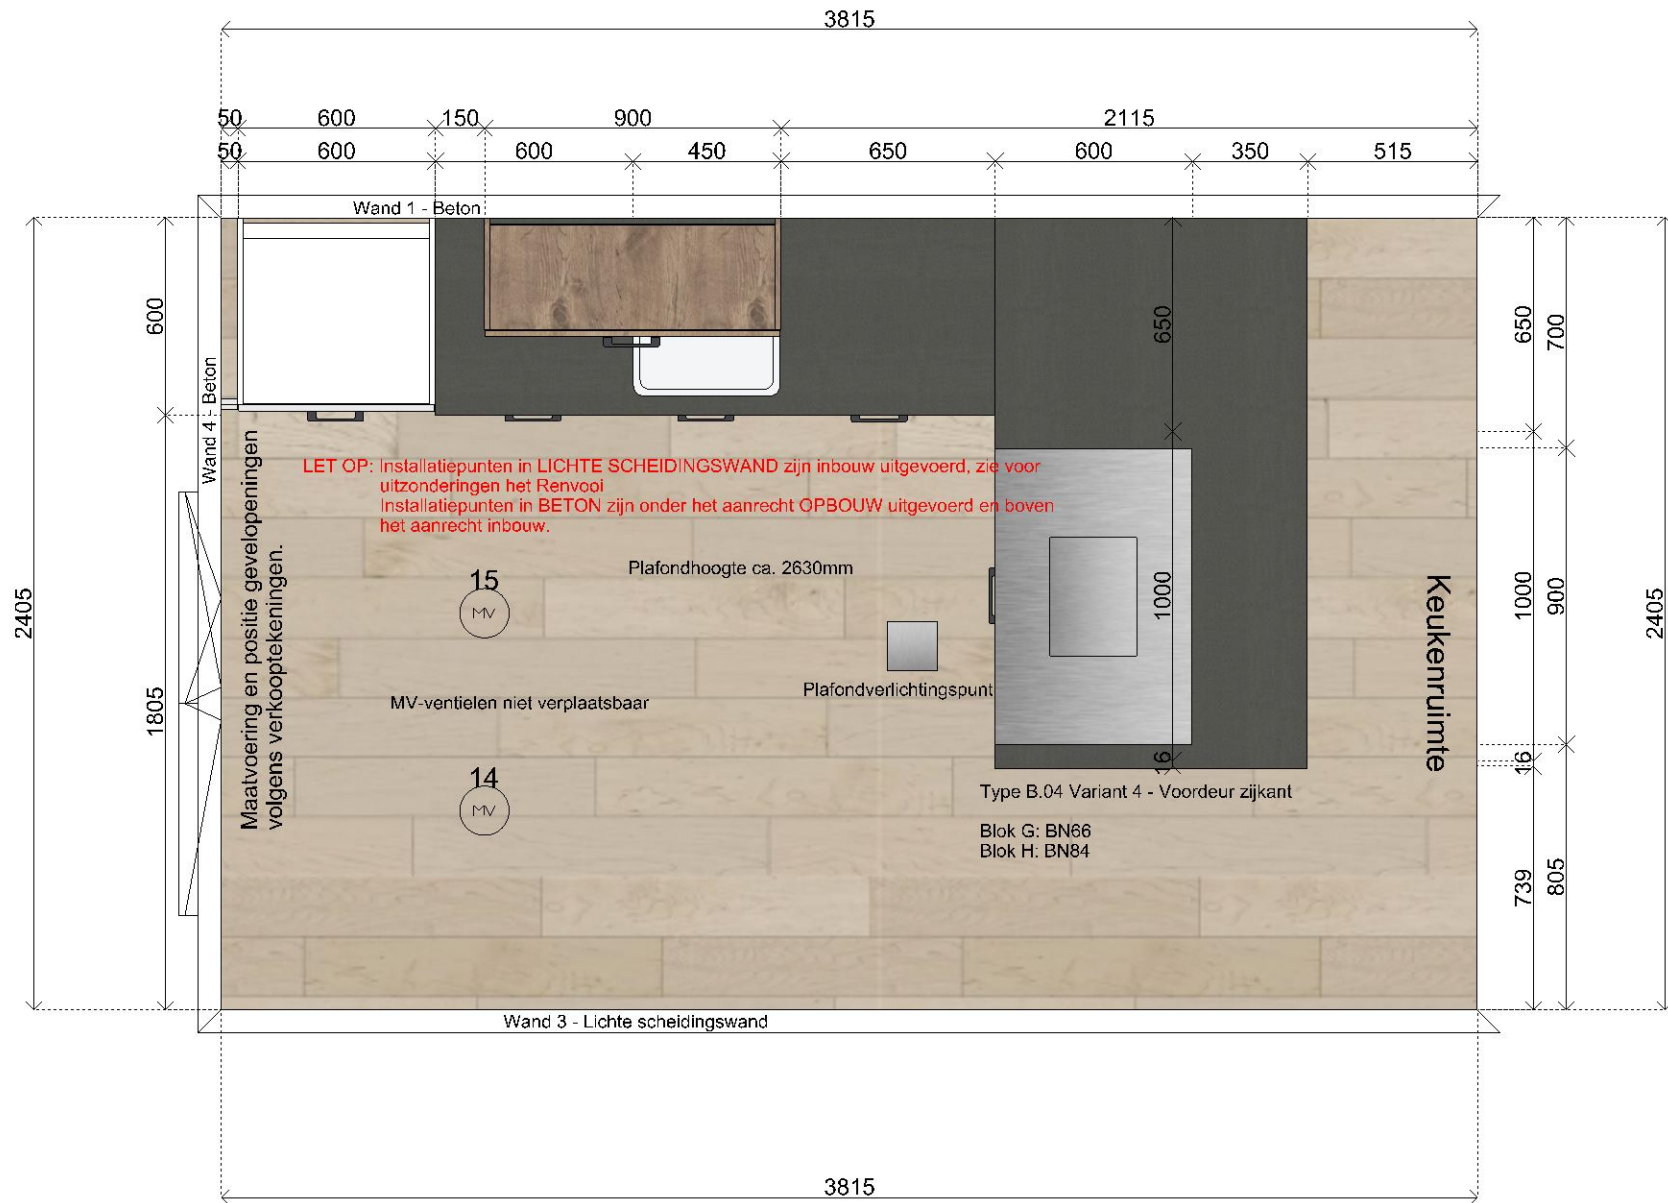 3815
50 600 150 900 2115
50 600 600 450 650 600 350 515
Wand 1 - Beton
600
1805
2405
Wand 4 - Beton
Maatvoering en positie gevelopeningen
volgens verkooptekeningen.
LET OP: Installatiepunten in LICHTE SCHEIDINGSWAND zijn inbouw uitgevoerd, zie voor
uitzonderingen het Renvooi
Installatiepunten in BETON zijn onder het aanrecht OPBOUW uitgevoerd en boven
het aanrecht inbouw.
Plafondhoogte ca. 2630mm
15
MV
Plafondverlichtingspunt
MV-ventielen niet verplaatsbaar
14
MV
650
1000
16
Type B.04 Variant 4 - Voordeur zijkant
Blok G: BN66
Blok H: BN84
Keukenruimte
650
1000
16
739
700
900
805
2405
Wand 3 - Lichte scheidingswand
3815